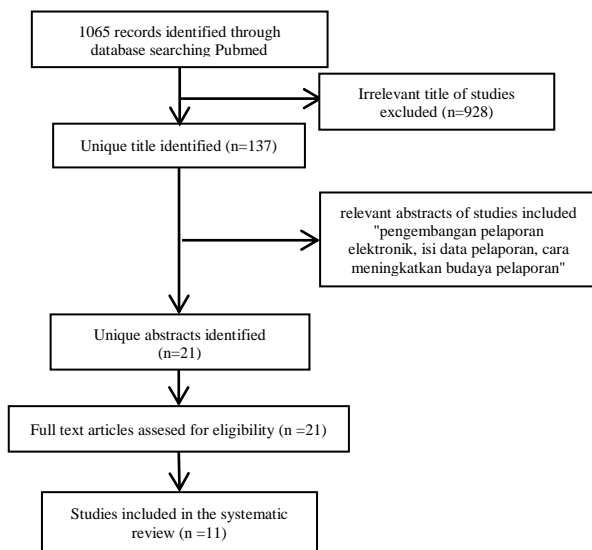 1065 records identified through
database searching Pubmed
Irrelevant title of studies
excluded (n=928)
Unique title identified (n=137)
relevant abstracts of studies included
"pengembangan pelaporan
elektronik, isi data pelaporan, cara
meningkatkan budaya pelaporan"
Unique abstracts identified
(n=21)
Full text articles assesed for eligibility (n =21)
Studies included in the systematic
review (n =11)